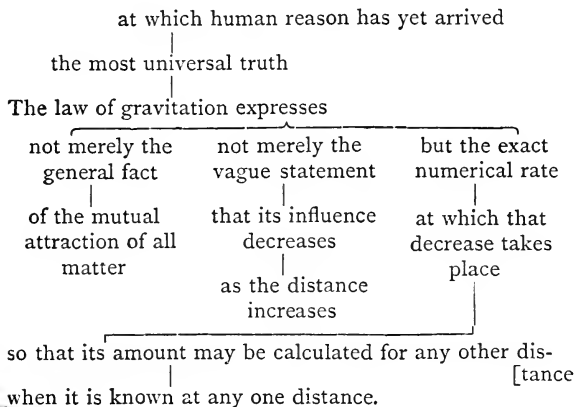 at which human reason has yet arrived
the most universal truth
The law of gravitation expresses
not merely the
general fact
of the mutual
attraction of all
matter
not merely the
vague statement
that its influence
decreases
as the distance
increases
but the exact
numerical rate
at which that
decrease takes
place
so that its amount may be calculated for any other dis-
[tance
when it is known at any one distance.